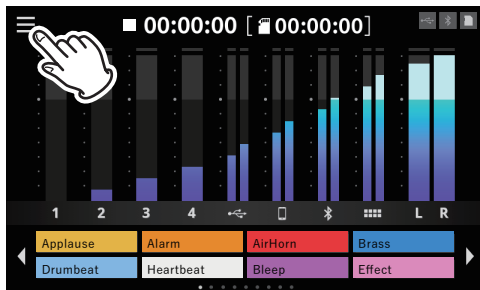 00:00:00 [00:00:00]
1 2 3 4 L R
Applause Alarm AirHorn Brass
Drumbeat Heartbeat Bleep Effect